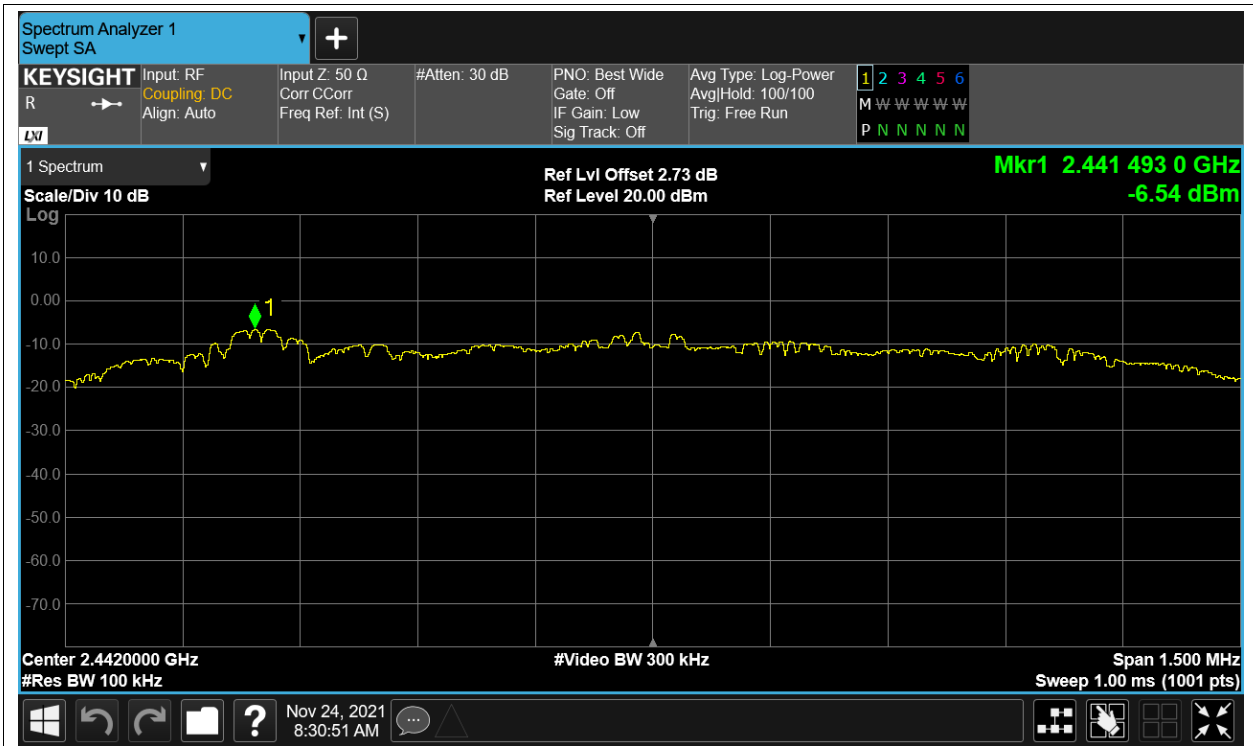 Spectrum Analyzer 1
Swept SA
KEYSIGHT Input: RF Input Z: 50 Ω #Atten: 30 dB PNO: Best Wide Avg Type: Log-Power 1 2 3 4 5 6
R Coupling: DC Corr CCorr Gate: Off Avg|Hold: 100/100 M W W W W W
Align: Auto Freq Ref: Int (S) IF Gain: Low Trig: Free Run
LXI Sig Track: Off P N N N N N
1 Spectrum Ref Lvl Offset 2.73 dB Mkr1 2.441 493 0 GHz
Scale/Div 10 dB Ref Level 20.00 dBm -6.54 dBm
Log
10.0
0.00
1
-10.0
-20.0
-30.0
-40.0
-50.0
-60.0
-70.0
Center 2.4420000 GHz #Video BW 300 kHz Span 1.500 MHz
#Res BW 100 kHz Sweep 1.00 ms (1001 pts)
? Nov 24, 2021
8:30:51 AM